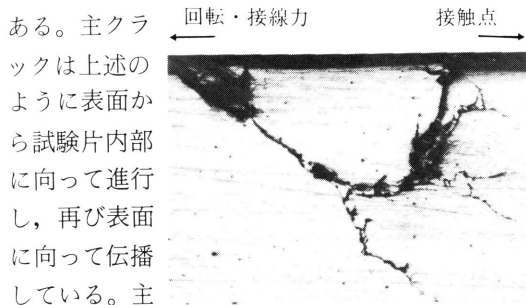 ある。主クラ
ックは上述の
ように表面か
ら試験片内部
に向って進行
し，再び表面
に向って伝播
している。主
回転・接線力
接触点